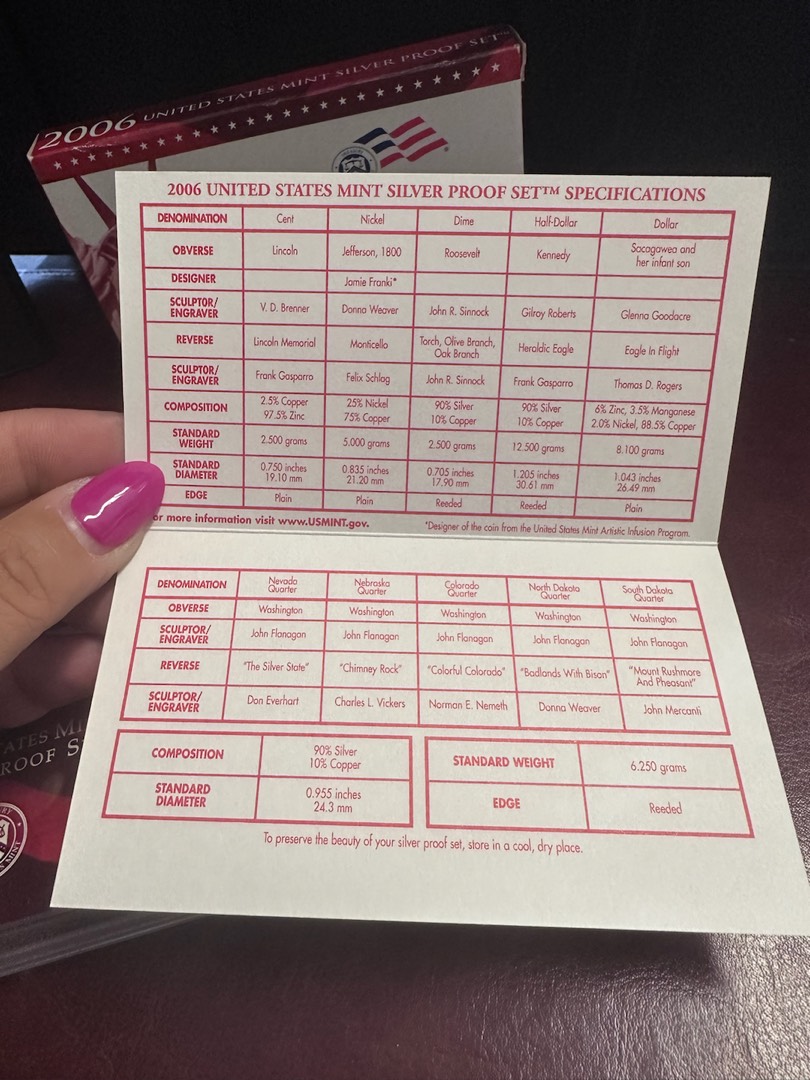 2006 UNITED STATES MINT SILVER PROOF SET™
2006 UNITED STATES MINT SILVER PROOF SET™ SPECIFICATIONS
DENOMINATION Cent Nickel Dime Half-Dollar Dollar
OBVERSE Lincoln Jefferson, 1800 Roosevelt Kennedy Sacagawea and
her infant son
DESIGNER Jamie Franki*
SCULPTOR/
ENGRAVER V. D. Brenner Donna Weaver John R. Sinnock Gilroy Roberts Glenna Goodacre
REVERSE Lincoln Memorial Monticello Torch, Olive Branch,
Oak Branch Heraldic Eagle Eagle In Flight
SCULPTOR/
ENGRAVER Frank Gasparro Felix Schlag John R. Sinnock Frank Gasparro Thomas D. Rogers
COMPOSITION 2.5% Copper 25% Nickel 90% Silver 90% Silver 6% Zinc, 3.5% Manganese
97.5% Zinc 75% Copper 10% Copper 10% Copper 2.0% Nickel, 88.5% Copper
STANDARD
WEIGHT 2.500 grams 5.000 grams 2.500 grams 12.500 grams 8.100 grams
STANDARD 0.750 inches 0.835 inches 0.705 inches 1.205 inches 1.043 inches
DIAMETER 19.10 mm 21.20 mm 17.90 mm 30.61 mm 26.49 mm
EDGE Plain Plain Reeded Reeded Plain
or more information visit www.USMINT.gov. *Designer of the coin from the United States Mint Artistic Infusion Program.
DENOMINATION Nevada Nebraska Colorado North Dakota South Dakota
Quarter Quarter Quarter Quarter Quarter
OBVERSE Washington Washington Washington Washington Washington
SCULPTOR/
ENGRAVER John Flanagan John Flanagan John Flanagan John Flanagan John Flanagan
REVERSE "The Silver State" "Chimney Rock" "Colorful Colorado" "Badlands With Bison" "Mount Rushmore
And Pheasant"
SCULPTOR/
ENGRAVER Don Everhart Charles L. Vickers Norman E. Nemeth Donna Weaver John Mercanti
COMPOSITION 90% Silver
10% Copper
STANDARD WEIGHT 6.250 grams
STANDARD 0.955 inches
DIAMETER 24.3 mm
EDGE Reeded
To preserve the beauty of your silver proof set, store in a cool, dry place.
ATES MI
ROOF S